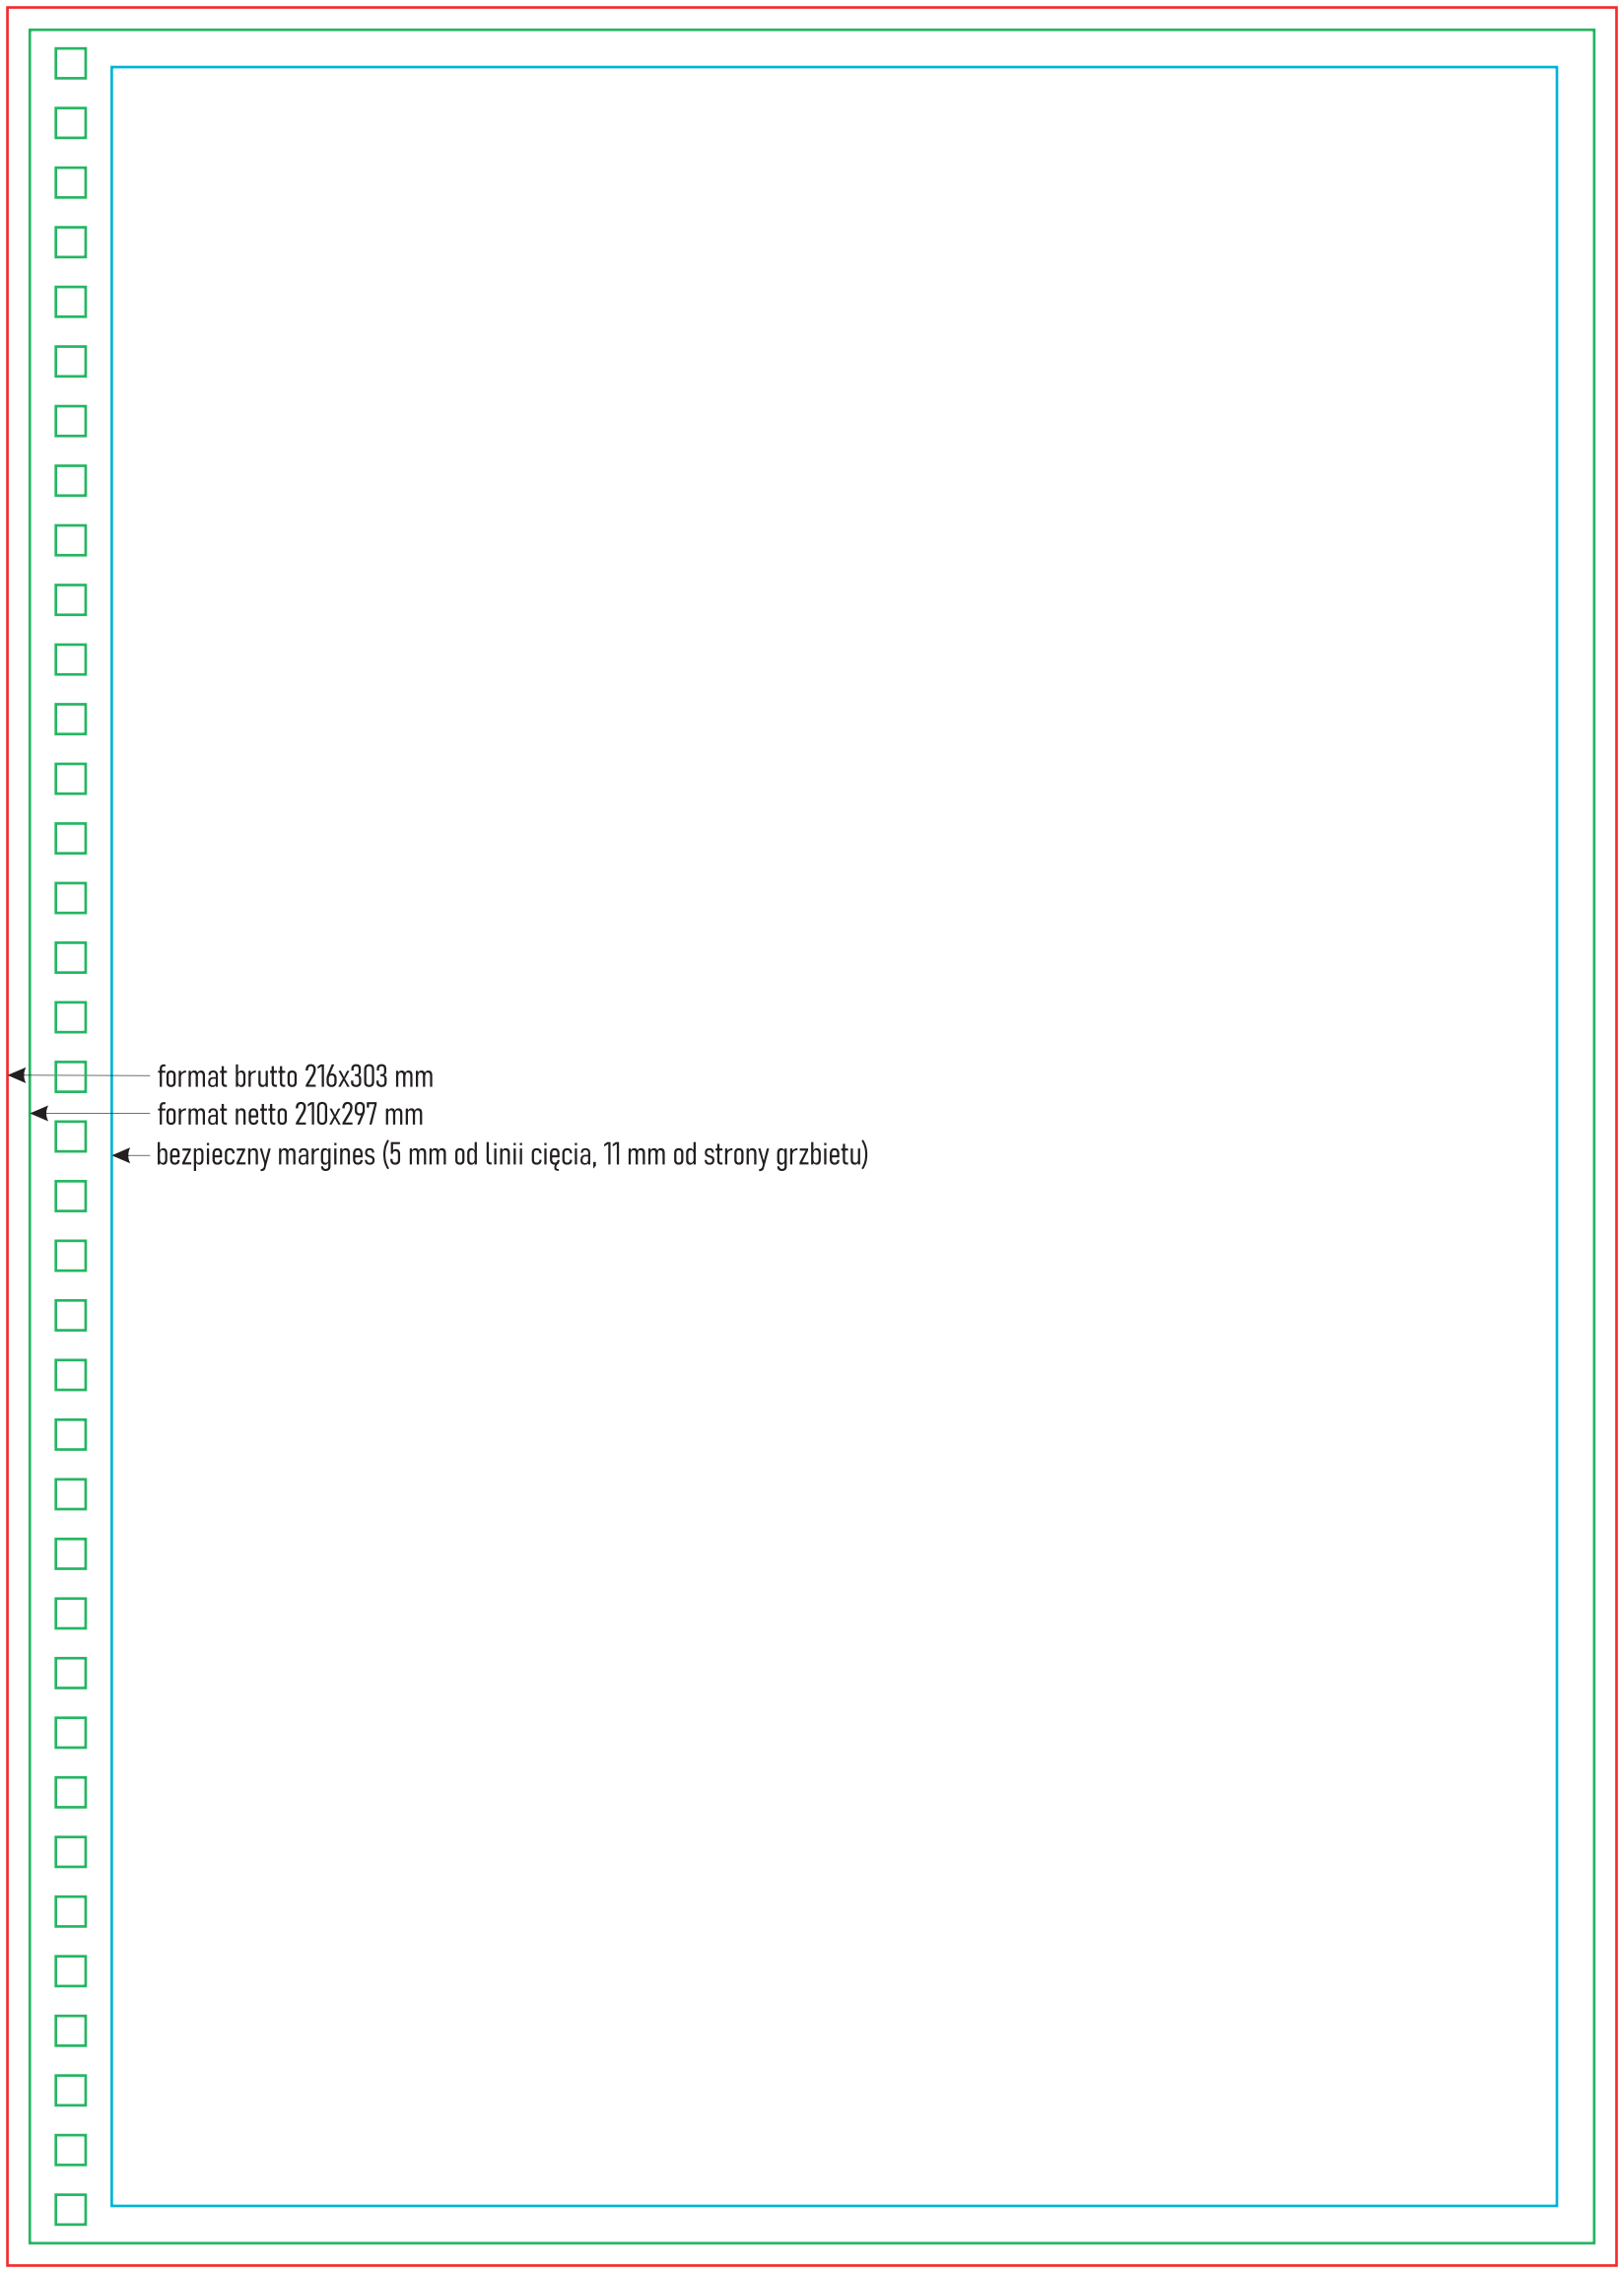 format brutto 216x303 mm
format netto 210x297 mm
bezpieczny margines (5 mm od linii cięcia, 11 mm od strony grzbietu)